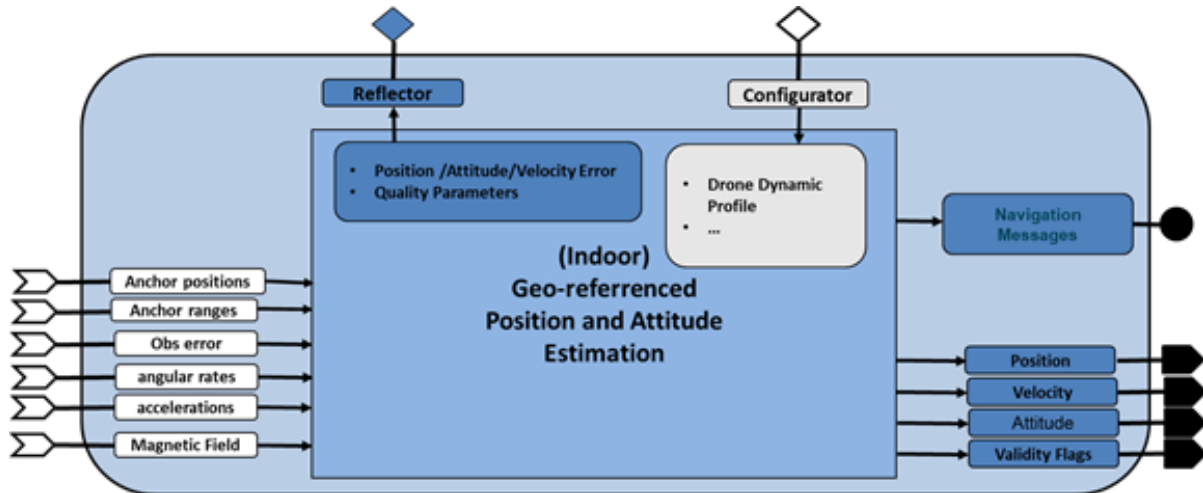 Reflector
Configurator
• Position /Attitude/Velocity Error
• Quality Parameters
• Drone Dynamic
Profile
• ...
Navigation
Messages
(Indoor)
Geo-referrenced
Position and Attitude
Estimation
Anchor positions
Anchor ranges
Obs error
angular rates
accelerations
Magnetic Field
Position
Velocity
Attitude
Validity Flags